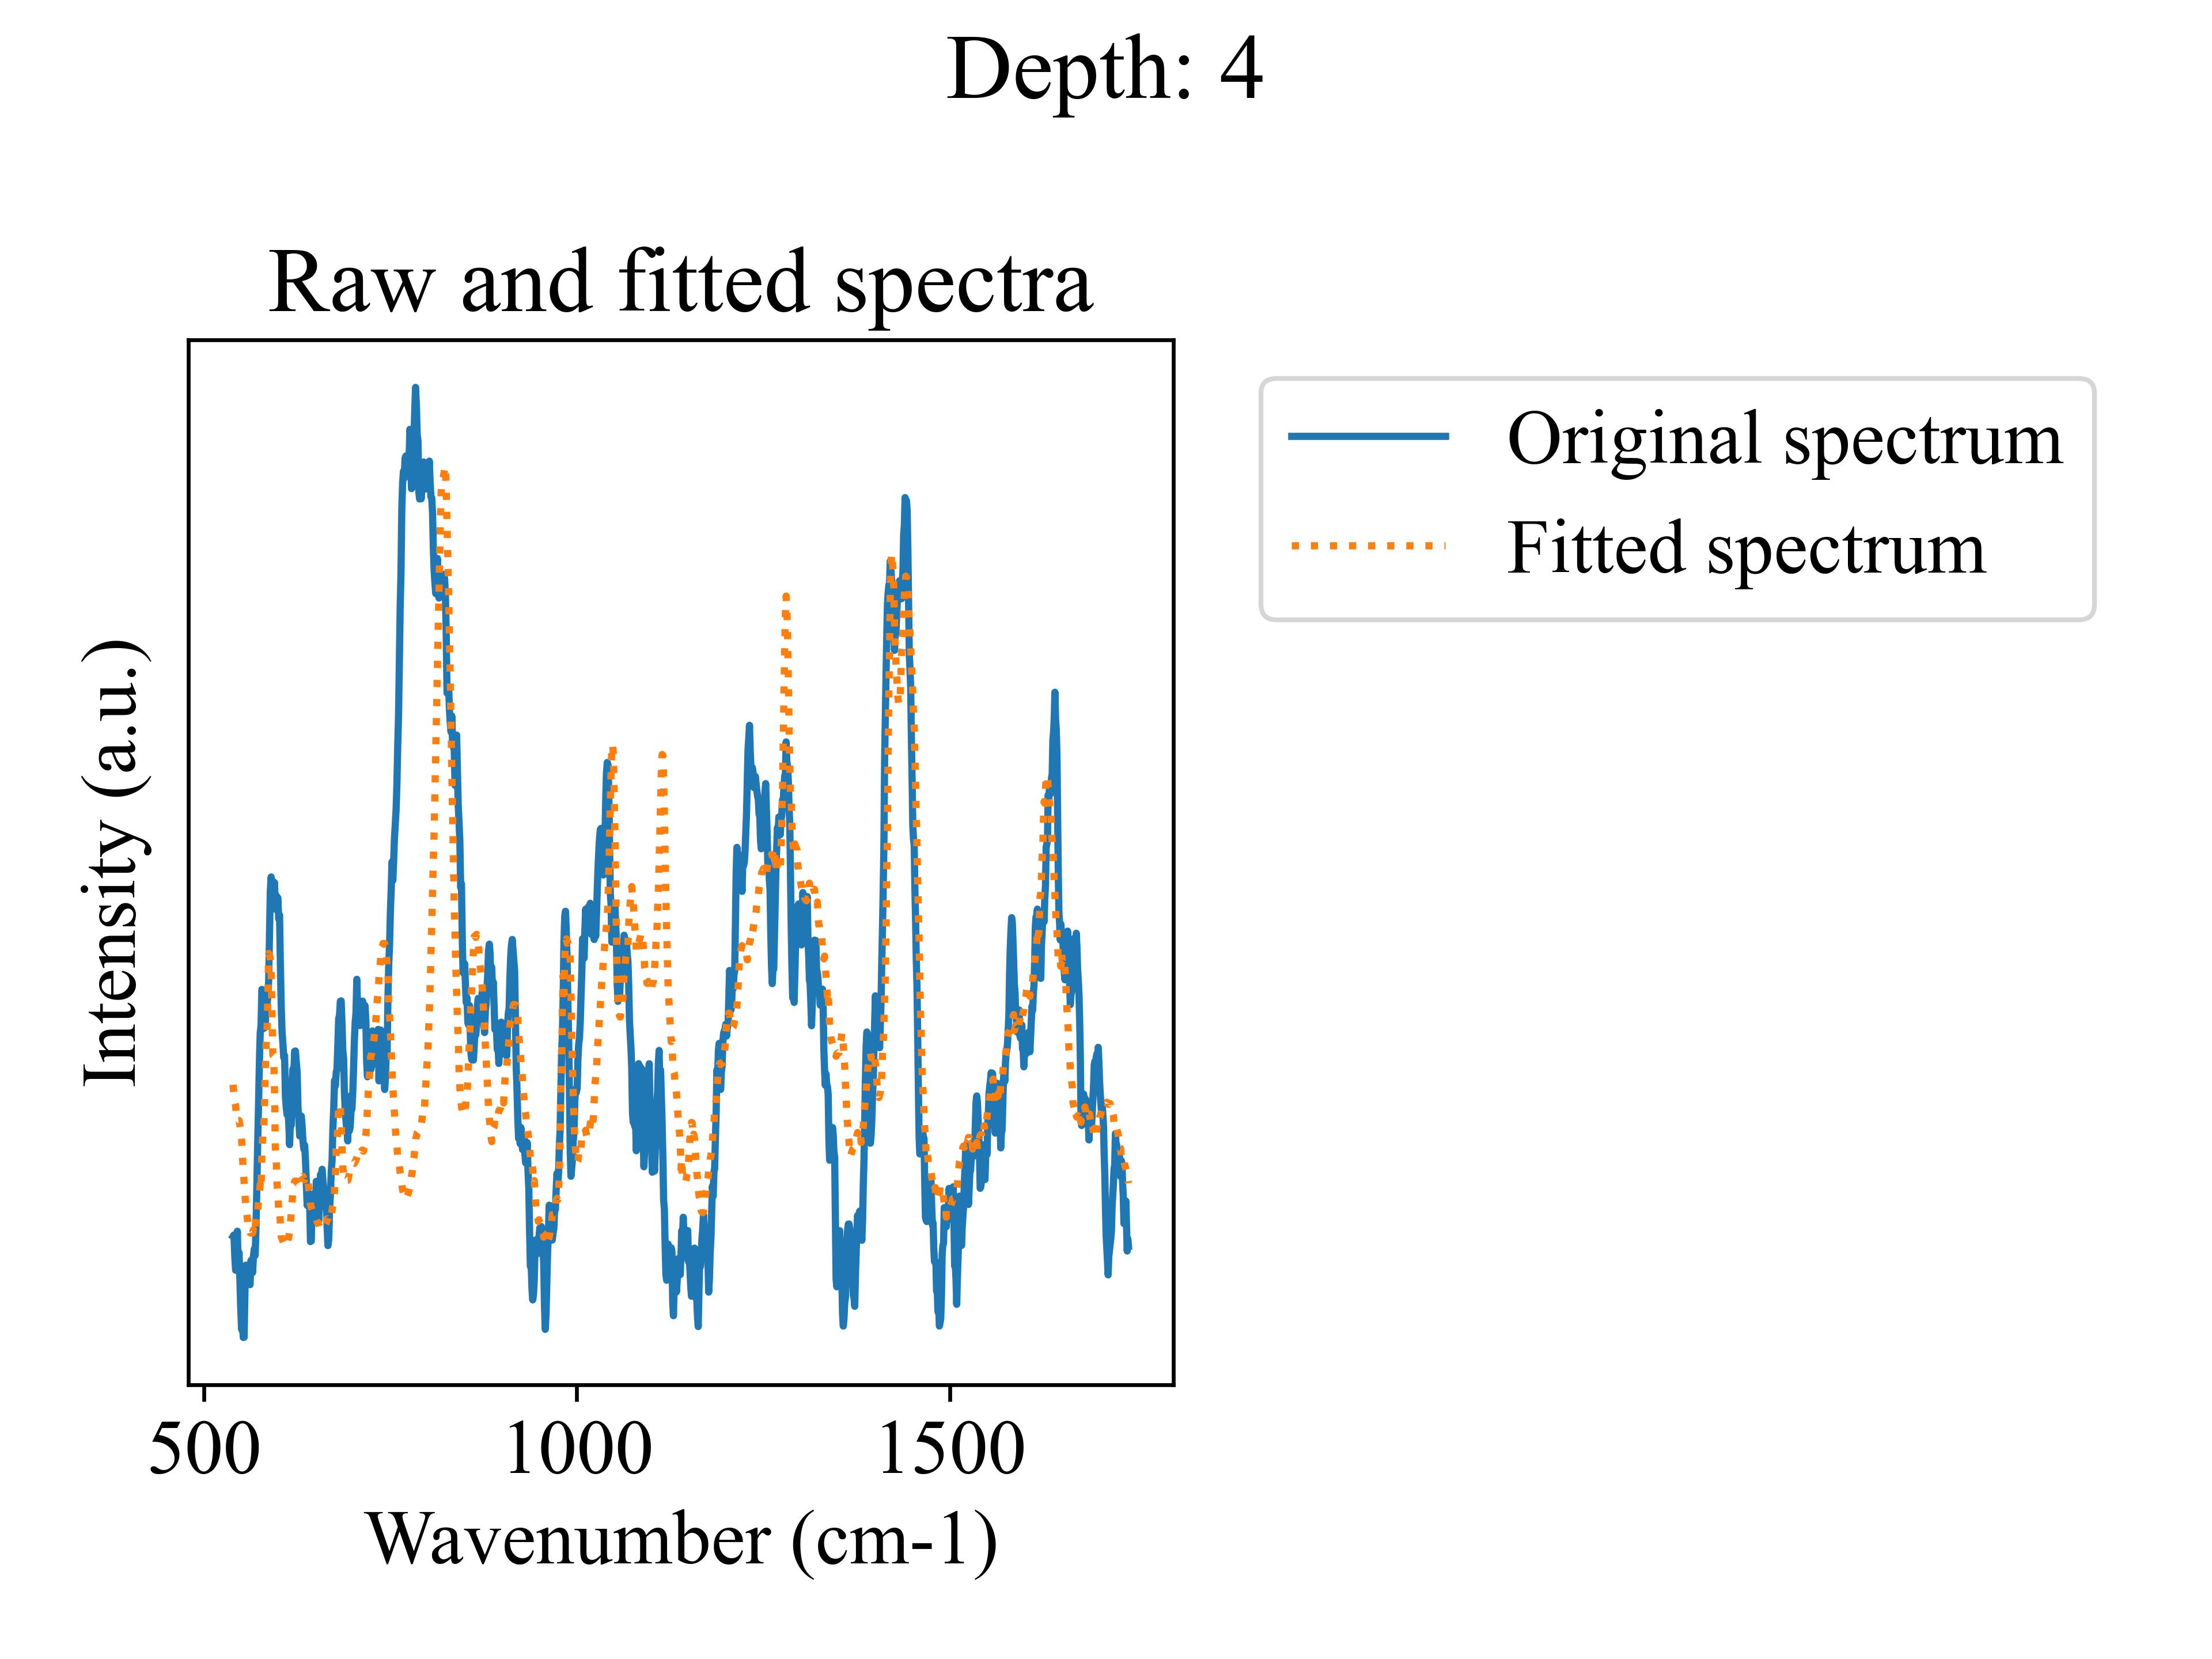 Depth: 4
Raw and fitted spectra
Original spectrum
Fitted spectrum
Intensity (a.u.)
500 1000 1500
Wavenumber (cm-1)